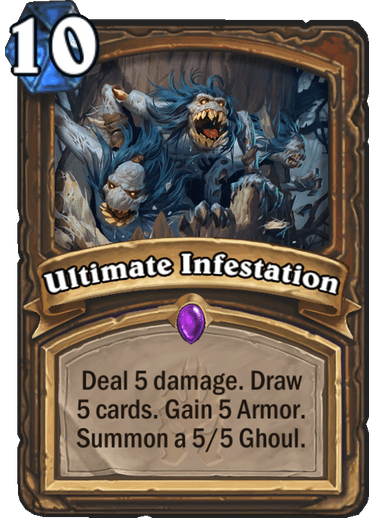 10
Ultimate Infestation
Deal 5 damage. Draw
5 cards. Gain 5 Armor.
Summon a 5/5 Ghoul.